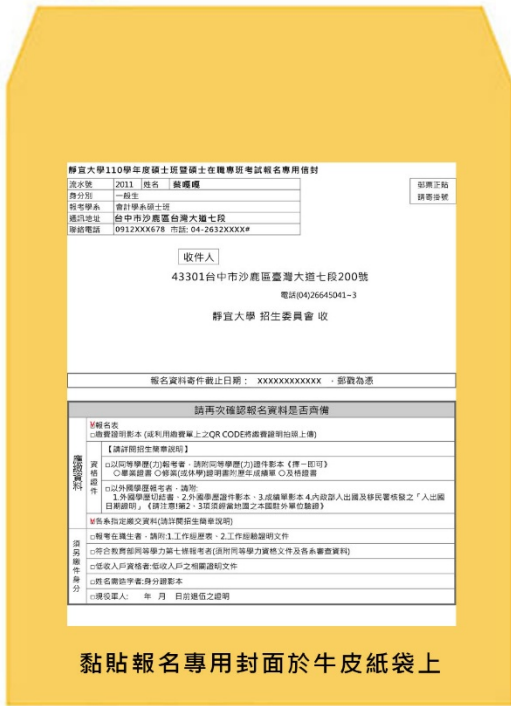 靜宜大學110學年度碩士班暨碩士在職專班考試報名專用信封
流水號 2011 姓名 蔡嘎嘎
身分別 一般生
報考學系 會計學系碩士班
通訊地址 台中市沙鹿區台灣大道七段
聯絡電話 0912XXX678 市話: 04-2632XXXX#
郵票正貼
請寄掛號
收件人
43301台中市沙鹿區臺灣大道七段200號
電話(04)26645041~3
靜宜大學 招生委員會 收
報名資料寄件截止日期： XXXXXXXXXXXX ，郵戳為憑
請再次確認報名資料是否齊備
應繳資料
報名表
□繳費證明影本 (或利用繳費單上之QR CODE將繳費證明拍照上傳)
資格證件
【請詳閱招生簡章說明】
□以同等學歷(力)報考者，請附同等學歷(力)證件影本《擇一即可》
○畢業證書 ○修業(或休學)證明書附歷年成績單 ○及格證書
□以外國學歷報考者，請附:
1.外國學歷切結書、2.外國學歷證件影本、3.成績單影本 4.內政部入出國及移民署核發之「入出國
日期證明」《請注意!第2、3項須經當地國之本國駐外單位驗證》
各系指定繳交資料(請詳閱招生簡章說明)
須另繳件身分
□報考在職生者，請附:1.工作經歷表、2.工作經驗證明文件
□符合教育部同等學力第七條報考者(須附同等學力資格文件及各系審查資料)
□低收入戶資格者:低收入戶之相關證明文件
□姓名需造字者:身分證影本
□現役軍人: 年 月 日前退伍之證明
黏貼報名專用封面於牛皮紙袋上